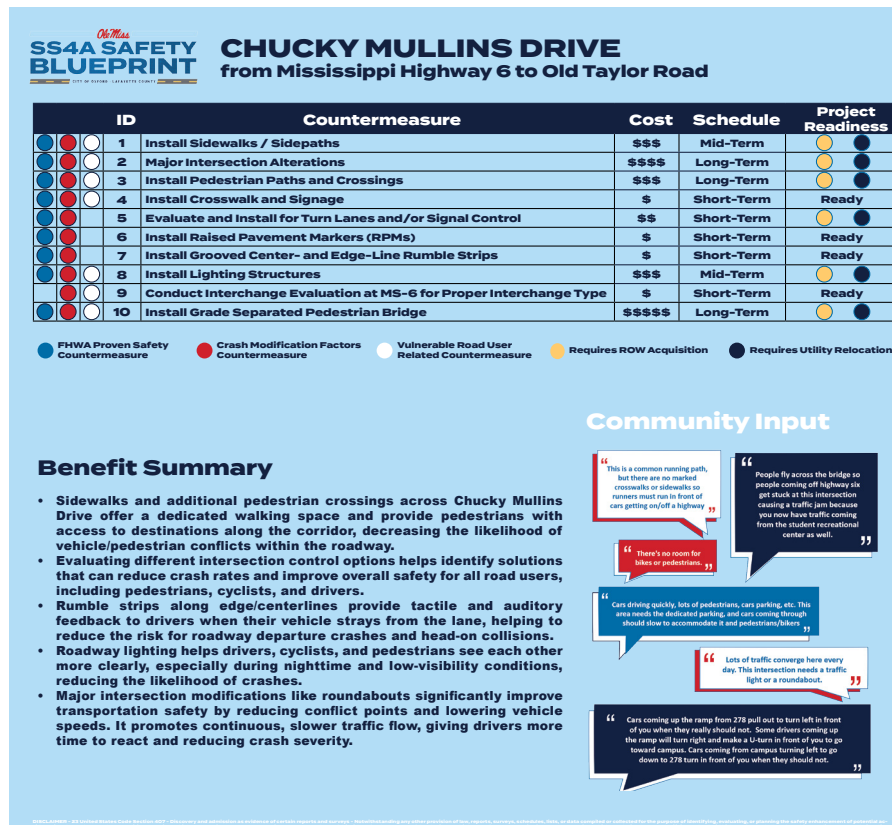 Ole Miss
SS4A SAFETY
BLUEPRINT
CITY OF OXFORD - LAFAYETTE COUNTY
CHUCKY MULLINS DRIVE
from Mississippi Highway 6 to Old Taylor Road
ID Countermeasure Cost Schedule Project Readiness
1 Install Sidewalks / Sidepaths $$$ Mid-Term
2 Major Intersection Alterations $$$$ Long-Term
3 Install Pedestrian Paths and Crossings $$$ Long-Term
4 Install Crosswalk and Signage $ Short-Term Ready
5 Evaluate and Install for Turn Lanes and/or Signal Control $$ Short-Term
6 Install Raised Pavement Markers (RPMs) $ Short-Term Ready
7 Install Grooved Center- and Edge-Line Rumble Strips $ Short-Term Ready
8 Install Lighting Structures $$$ Mid-Term
9 Conduct Interchange Evaluation at MS-6 for Proper Interchange Type $ Short-Term Ready
10 Install Grade Separated Pedestrian Bridge $$$$$ Long-Term
FHWA Proven Safety
Countermeasure
Crash Modification Factors
Countermeasure
Vulnerable Road User
Related Countermeasure
Requires ROW Acquisition
Requires Utility Relocation
Benefit Summary
• Sidewalks and additional pedestrian crossings across Chucky Mullins
Drive offer a dedicated walking space and provide pedestrians with
access to destinations along the corridor, decreasing the likelihood of
vehicle/pedestrian conflicts within the roadway.
• Evaluating different intersection control options helps identify solutions
that can reduce crash rates and improve overall safety for all road users,
including pedestrians, cyclists, and drivers.
• Rumble strips along edge/centerlines provide tactile and auditory
feedback to drivers when their vehicle strays from the lane, helping to
reduce the risk for roadway departure crashes and head-on collisions.
• Roadway lighting helps drivers, cyclists, and pedestrians see each other
more clearly, especially during nighttime and low-visibility conditions,
reducing the likelihood of crashes.
• Major intersection modifications like roundabouts significantly improve
transportation safety by reducing conflict points and lowering vehicle
speeds. It promotes continuous, slower traffic flow, giving drivers more
time to react and reducing crash severity.
Community Input
“This is a common running path,
but there are no marked
crosswalks or sidewalks so
runners must run in front of
cars getting on/off a highway”
“People fly across the bridge so
people coming off highway six
get stuck at this intersection
causing a traffic jam because
you now have traffic coming
from the student recreational
center as well.”
“There's no room for
bikes or pedestrians.”
“Cars driving quickly, lots of pedestrians, cars parking, etc. This
area needs the dedicated parking, and cars coming through
should slow to accommodate it and pedestrians/bikers”
“Lots of traffic converge here every
day. This intersection needs a traffic
light or a roundabout.”
“Cars coming up the ramp from 278 pull out to turn left in front
of you when they really should not. Some drivers coming up
the ramp will turn right and make a U-turn in front of you to go
toward campus. Cars coming from campus turning left to go
down to 278 turn in front of you when they should not.”